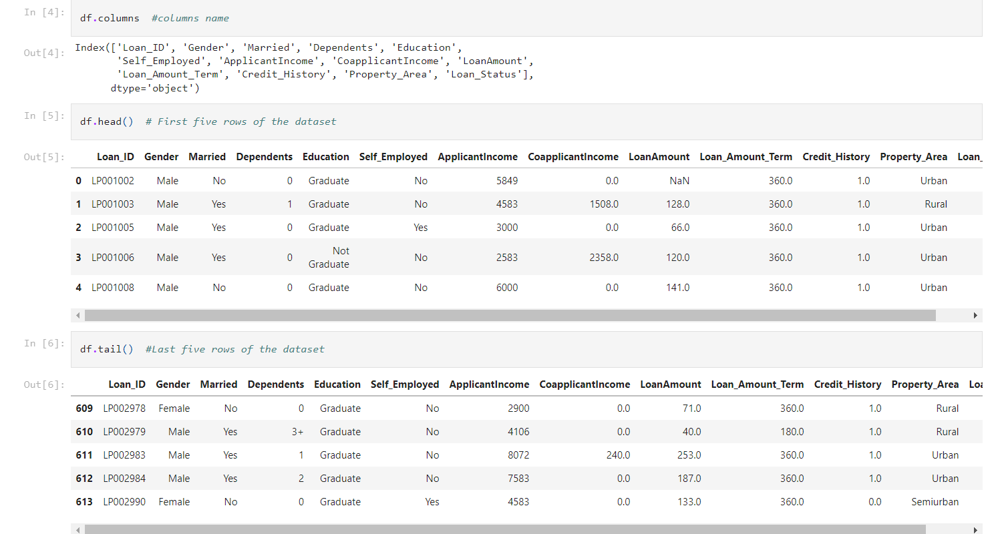 In [4]:
df.columns  #columns name
Out[4]:
Index(['Loan_ID', 'Gender', 'Married', 'Dependents', 'Education',
       'Self_Employed', 'ApplicantIncome', 'CoapplicantIncome', 'LoanAmount',
       'Loan_Amount_Term', 'Credit_History', 'Property_Area', 'Loan_Status'],
      dtype='object')
In [5]:
df.head()  # First five rows of the dataset
Out[5]:
Loan_ID Gender Married Dependents Education Self_Employed ApplicantIncome CoapplicantIncome LoanAmount Loan_Amount_Term Credit_History Property_Area Loan_
0 LP001002 Male No 0 Graduate No 5849 0.0 NaN 360.0 1.0 Urban
1 LP001003 Male Yes 1 Graduate No 4583 1508.0 128.0 360.0 1.0 Rural
2 LP001005 Male Yes 0 Graduate Yes 3000 0.0 66.0 360.0 1.0 Urban
3 LP001006 Male Yes 0 Not Graduate No 2583 2358.0 120.0 360.0 1.0 Urban
4 LP001008 Male No 0 Graduate No 6000 0.0 141.0 360.0 1.0 Urban
In [6]:
df.tail()  #Last five rows of the dataset
Out[6]:
Loan_ID Gender Married Dependents Education Self_Employed ApplicantIncome CoapplicantIncome LoanAmount Loan_Amount_Term Credit_History Property_Area Loa
609 LP002978 Female No 0 Graduate No 2900 0.0 71.0 360.0 1.0 Rural
610 LP002979 Male Yes 3+ Graduate No 4106 0.0 40.0 180.0 1.0 Rural
611 LP002983 Male Yes 1 Graduate No 8072 240.0 253.0 360.0 1.0 Urban
612 LP002984 Male Yes 2 Graduate No 7583 0.0 187.0 360.0 1.0 Urban
613 LP002990 Female No 0 Graduate Yes 4583 0.0 133.0 360.0 0.0 Semiurban